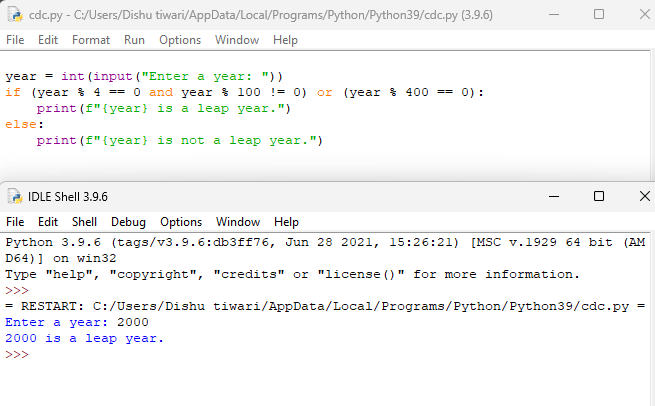 cdc.py - C:/Users/Dishu tiwari/AppData/Local/Programs/Python/Python39/cdc.py (3.9.6)
File Edit Format Run Options Window Help
year = int(input("Enter a year: "))
if (year % 4 == 0 and year % 100 != 0) or (year % 400 == 0):
    print(f"{year} is a leap year.")
else:
    print(f"{year} is not a leap year.")
IDLE Shell 3.9.6
File Edit Shell Debug Options Window Help
Python 3.9.6 (tags/v3.9.6:db3ff76, Jun 28 2021, 15:26:21) [MSC v.1929 64 bit (AM
D64)] on win32
Type "help", "copyright", "credits" or "license()" for more information.
>>>
= RESTART: C:/Users/Dishu tiwari/AppData/Local/Programs/Python/Python39/cdc.py =
Enter a year: 2000
2000 is a leap year.
>>>